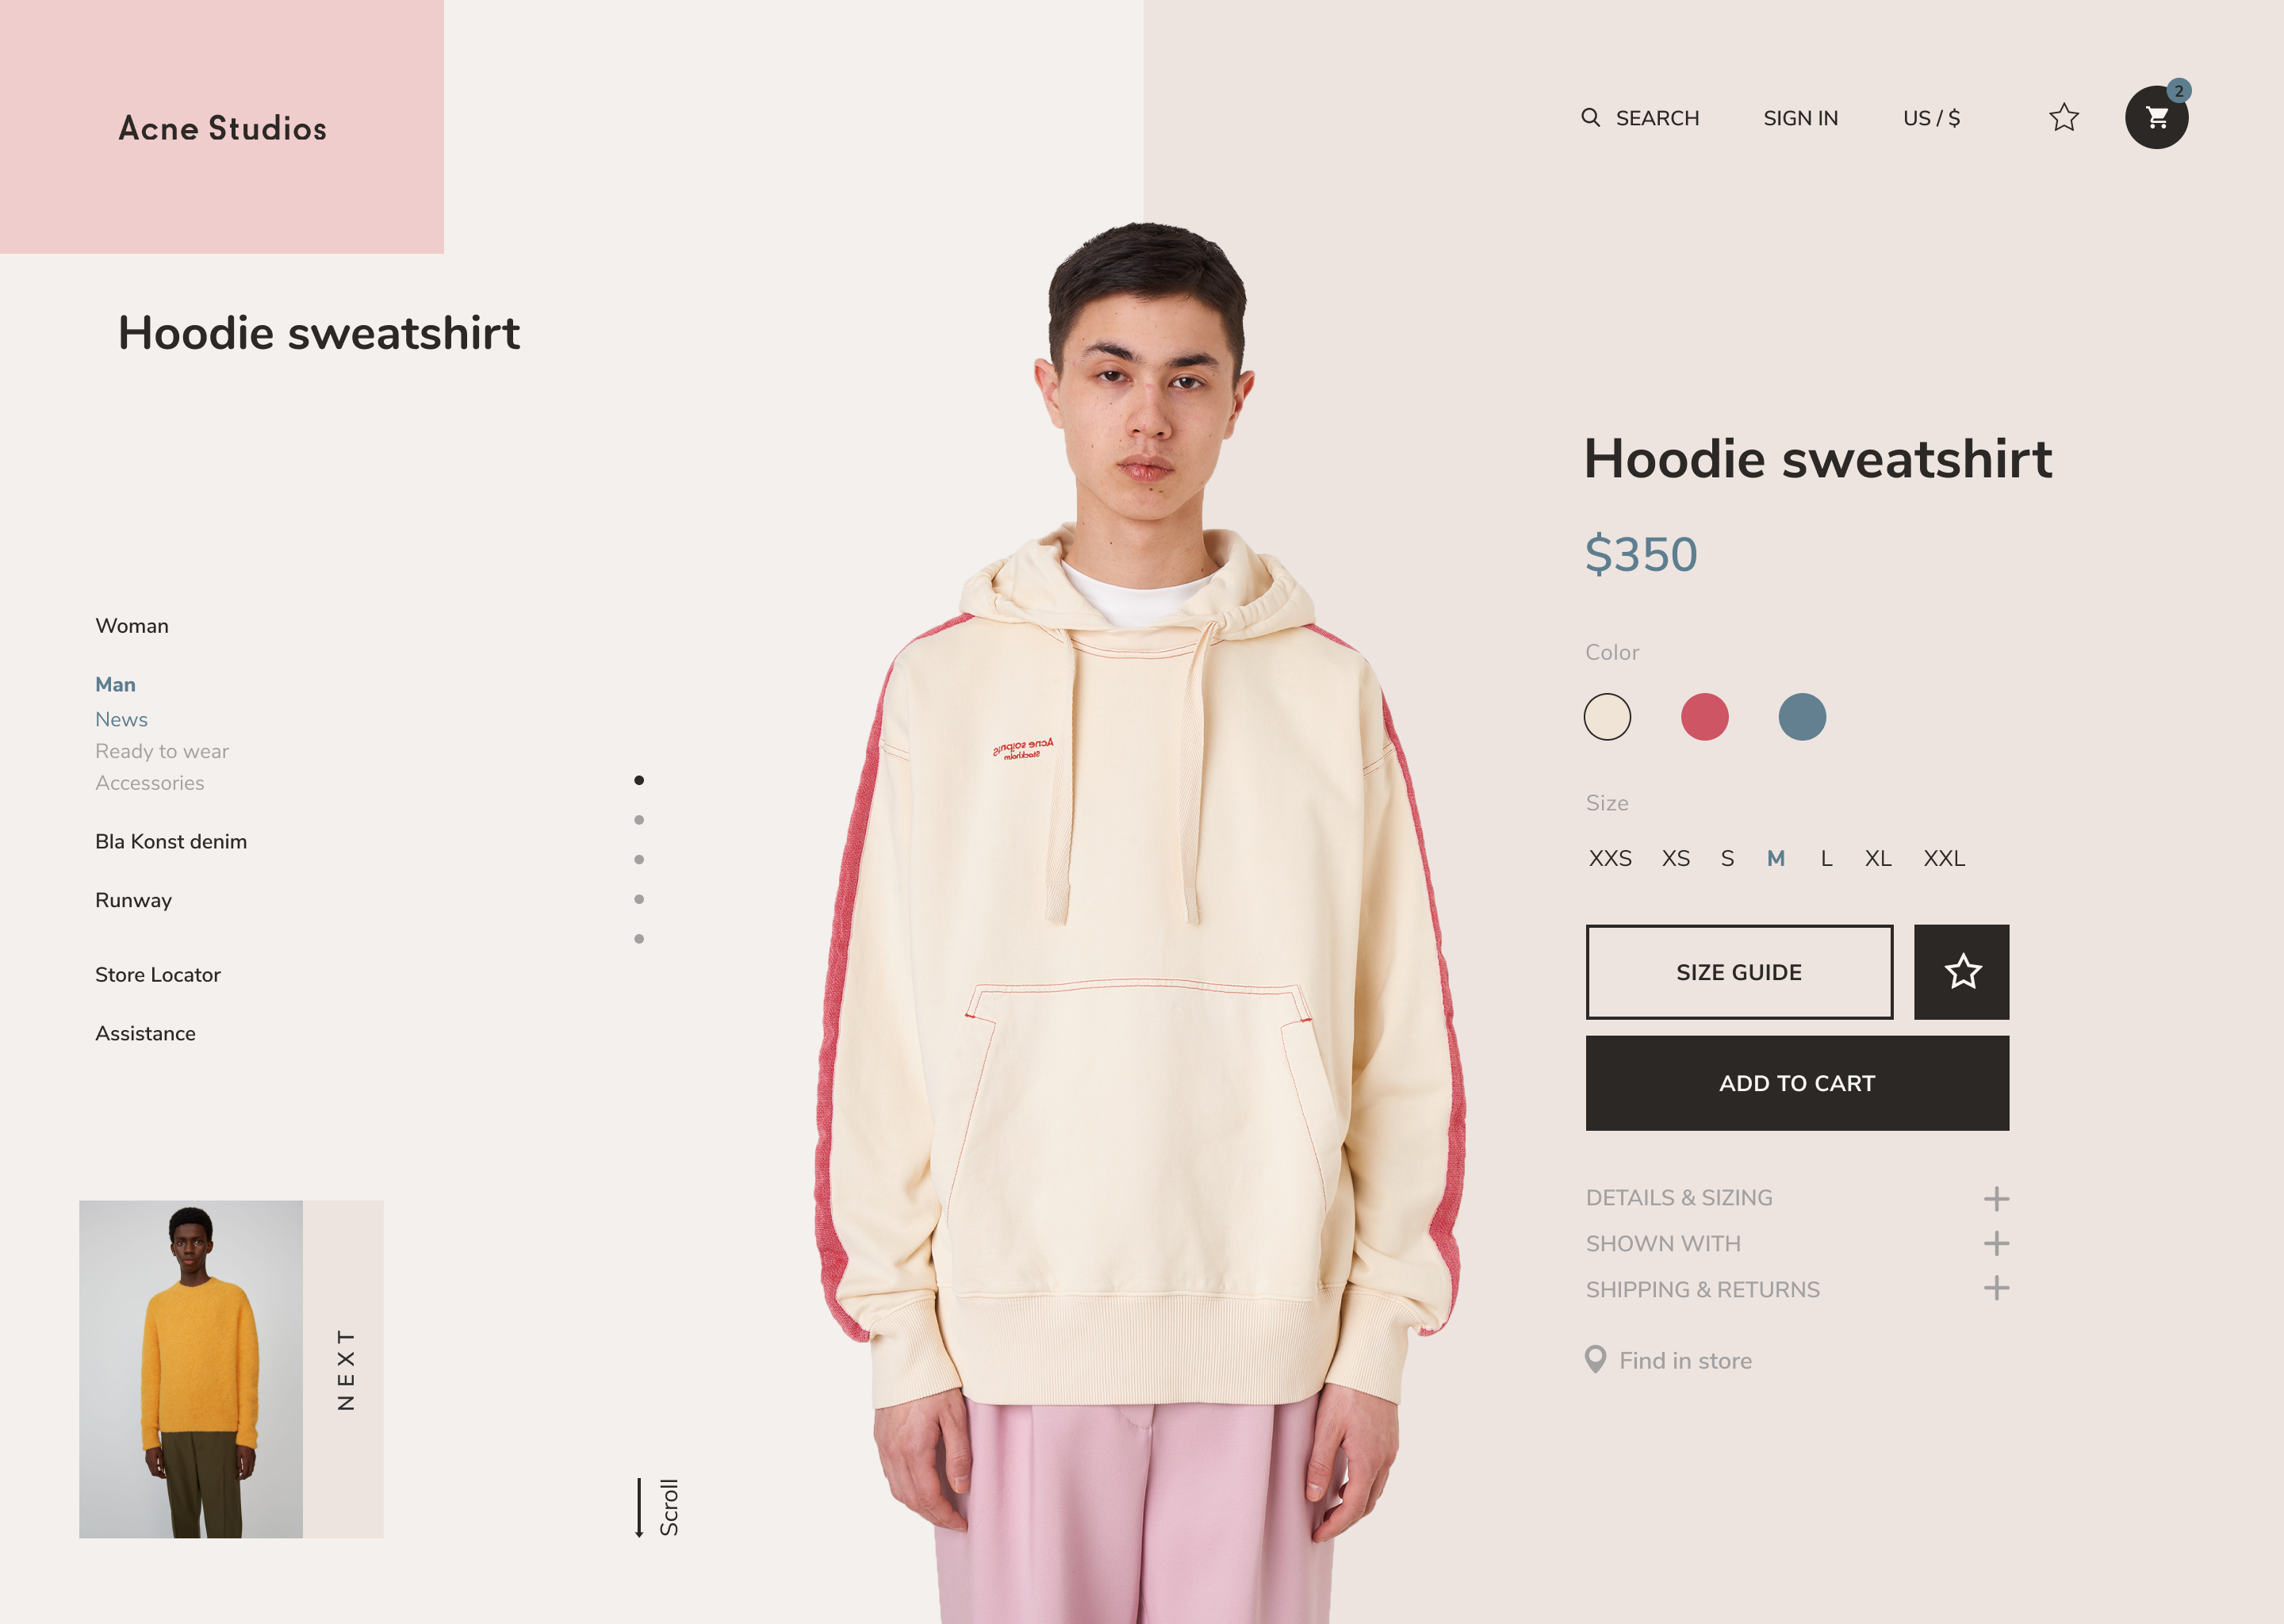 Acne Studios
SEARCH SIGN IN US / $ 2
Hoodie sweatshirt
Woman
Man
News
Ready to wear
Accessories
Bla Konst denim
Runway
Store Locator
Assistance
NEXT
Scroll
Acne Studios
Stockholm
Hoodie sweatshirt
$350
Color
Size
XXS XS S M L XL XXL
SIZE GUIDE
ADD TO CART
DETAILS & SIZING
SHOWN WITH
SHIPPING & RETURNS
Find in store